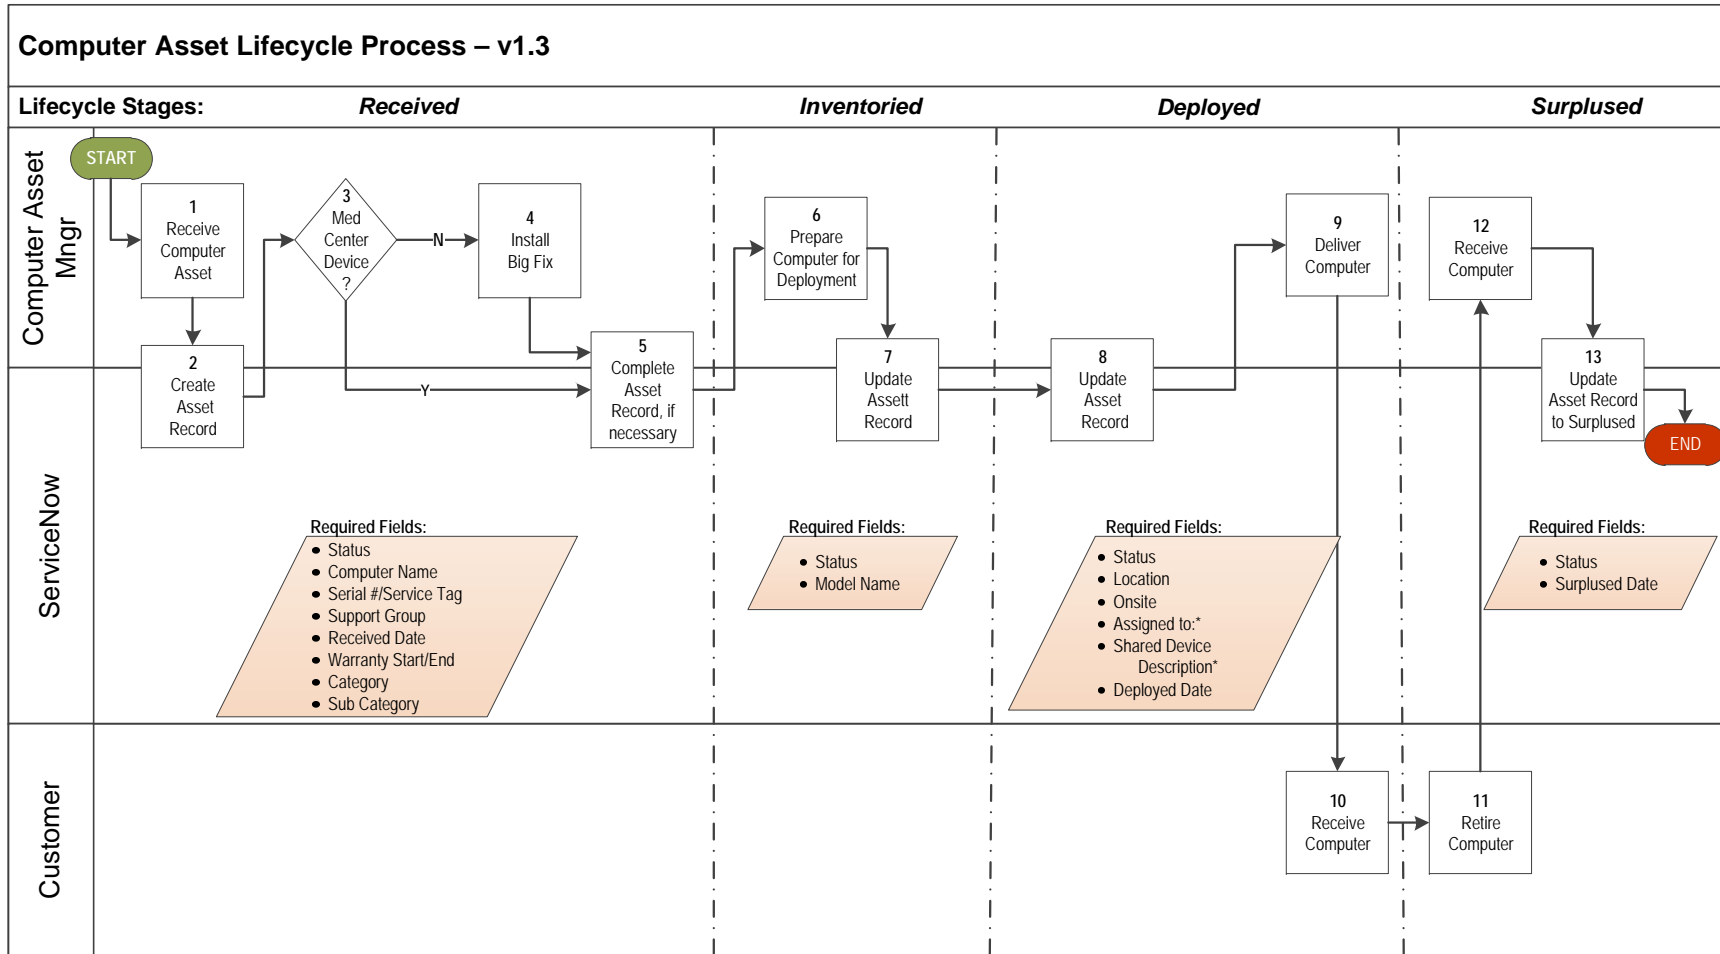 Computer Asset Lifecycle Process – v1.3
Lifecycle Stages:
Received
Inventoried
Deployed
Surplused
Computer Asset
Mngr
START
1
Receive
Computer
Asset
2
Create
Asset
Record
3
Med
Center
Device
?
N
Y
4
Install
Big Fix
5
Complete
Asset
Record, if
necessary
6
Prepare
Computer for
Deployment
7
Update
Assett
Record
8
Update
Asset
Record
9
Deliver
Computer
12
Receive
Computer
13
Update
Asset Record
to Surplused
END
ServiceNow
Required Fields:
• Status
• Computer Name
• Serial #/Service Tag
• Support Group
• Received Date
• Warranty Start/End
• Category
• Sub Category
Required Fields:
• Status
• Model Name
Required Fields:
• Status
• Location
• Onsite
• Assigned to:*
• Shared Device
Description*
• Deployed Date
Required Fields:
• Status
• Surplused Date
Customer
10
Receive
Computer
11
Retire
Computer